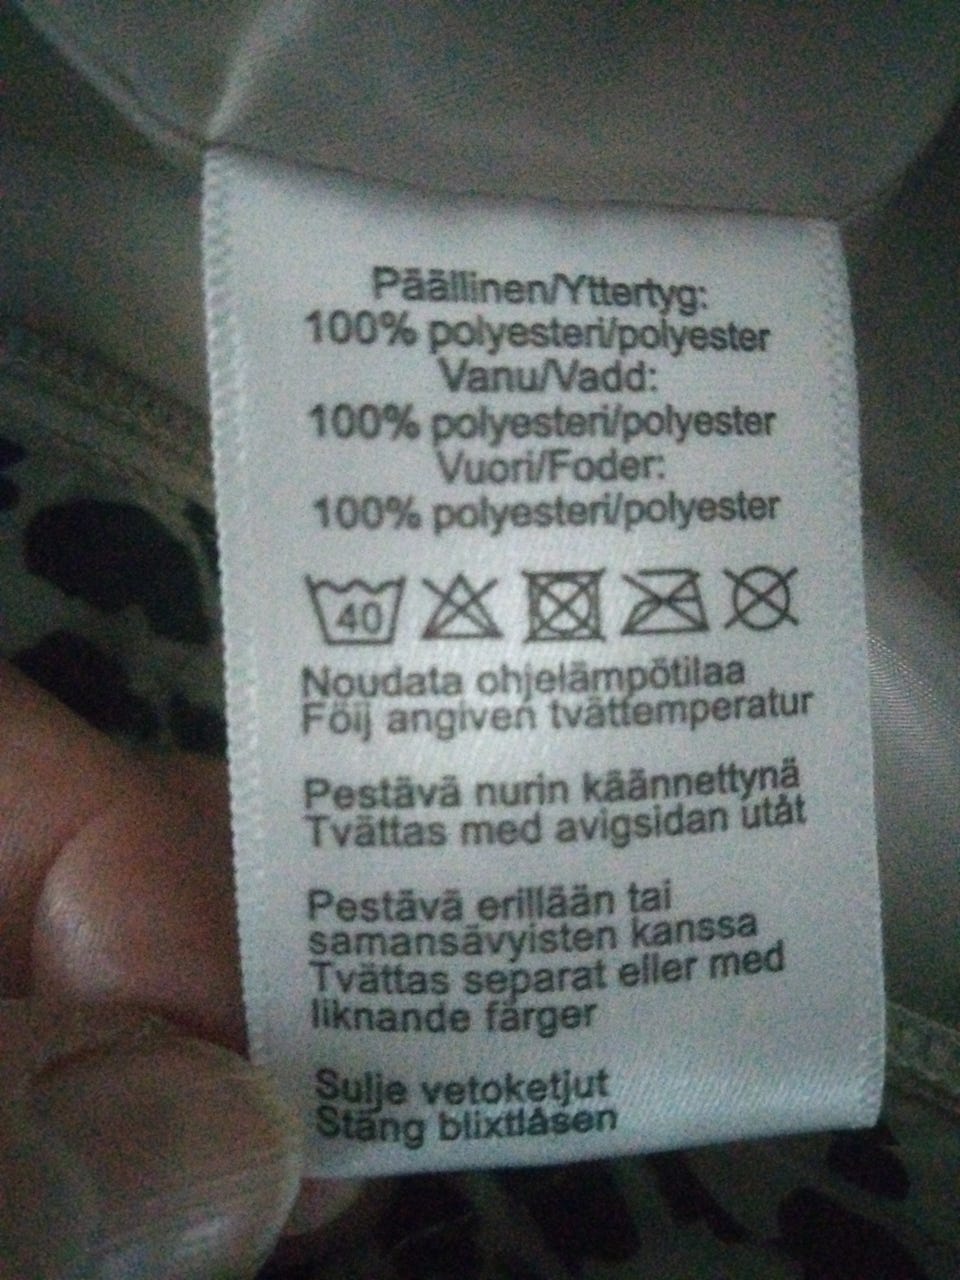 Päällinen/Yttertyg:
100% polyesteri/polyester
Vanu/Vadd:
100% polyesteri/polyester
Vuori/Foder:
100% polyesteri/polyester
40
Noudata ohjelämpötilaa
Följ angiven tvättemperatur
Pestävä nurin käännettynä
Tvättas med avigsidan utåt
Pestävä erillään tai
samansävyisten kanssa
Tvättas separat eller med
liknande färger
Sulje vetoketjut
Stäng blixtlåsen